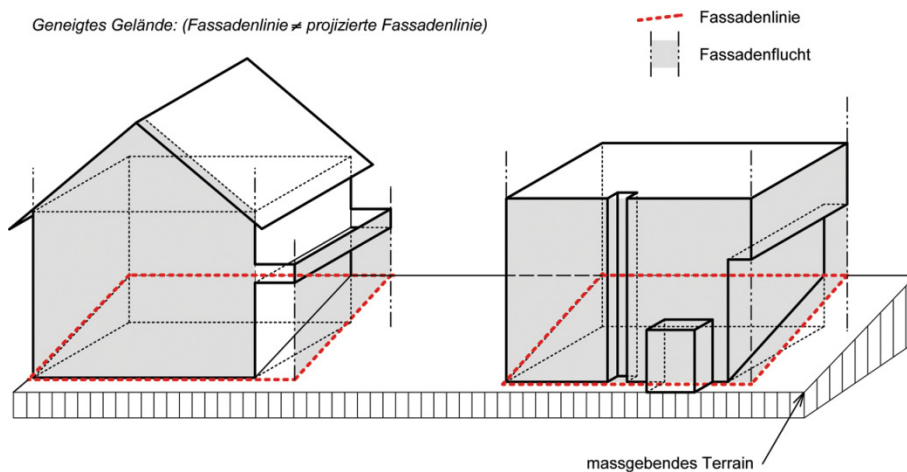 Geneigtes Gelände: (Fassadenlinie ≠ projizierte Fassadenlinie)
Fassadenlinie
Fassadenflucht
massgebendes Terrain